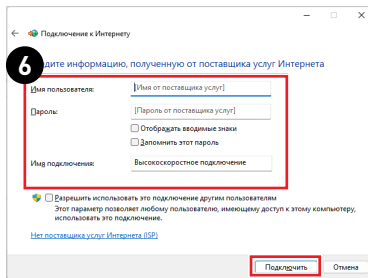 ← Подключение к Интернету
6
дите информацию, полученную от поставщика услуг Интернета
Имя пользователя: [Имя от поставщика услуг]
Пароль: [Пароль от поставщика услуг]
Отображать вводимые знаки
Запомнить этот пароль
Имя подключения: Высокоскоростное подключение
Разрешить использовать это подключение другим пользователям
Этот параметр позволяет любому пользователю, имеющему доступ к этому компьютеру,
использовать это подключение.
Нет поставщика услуг Интернета (ISP)
Подключить Отмена